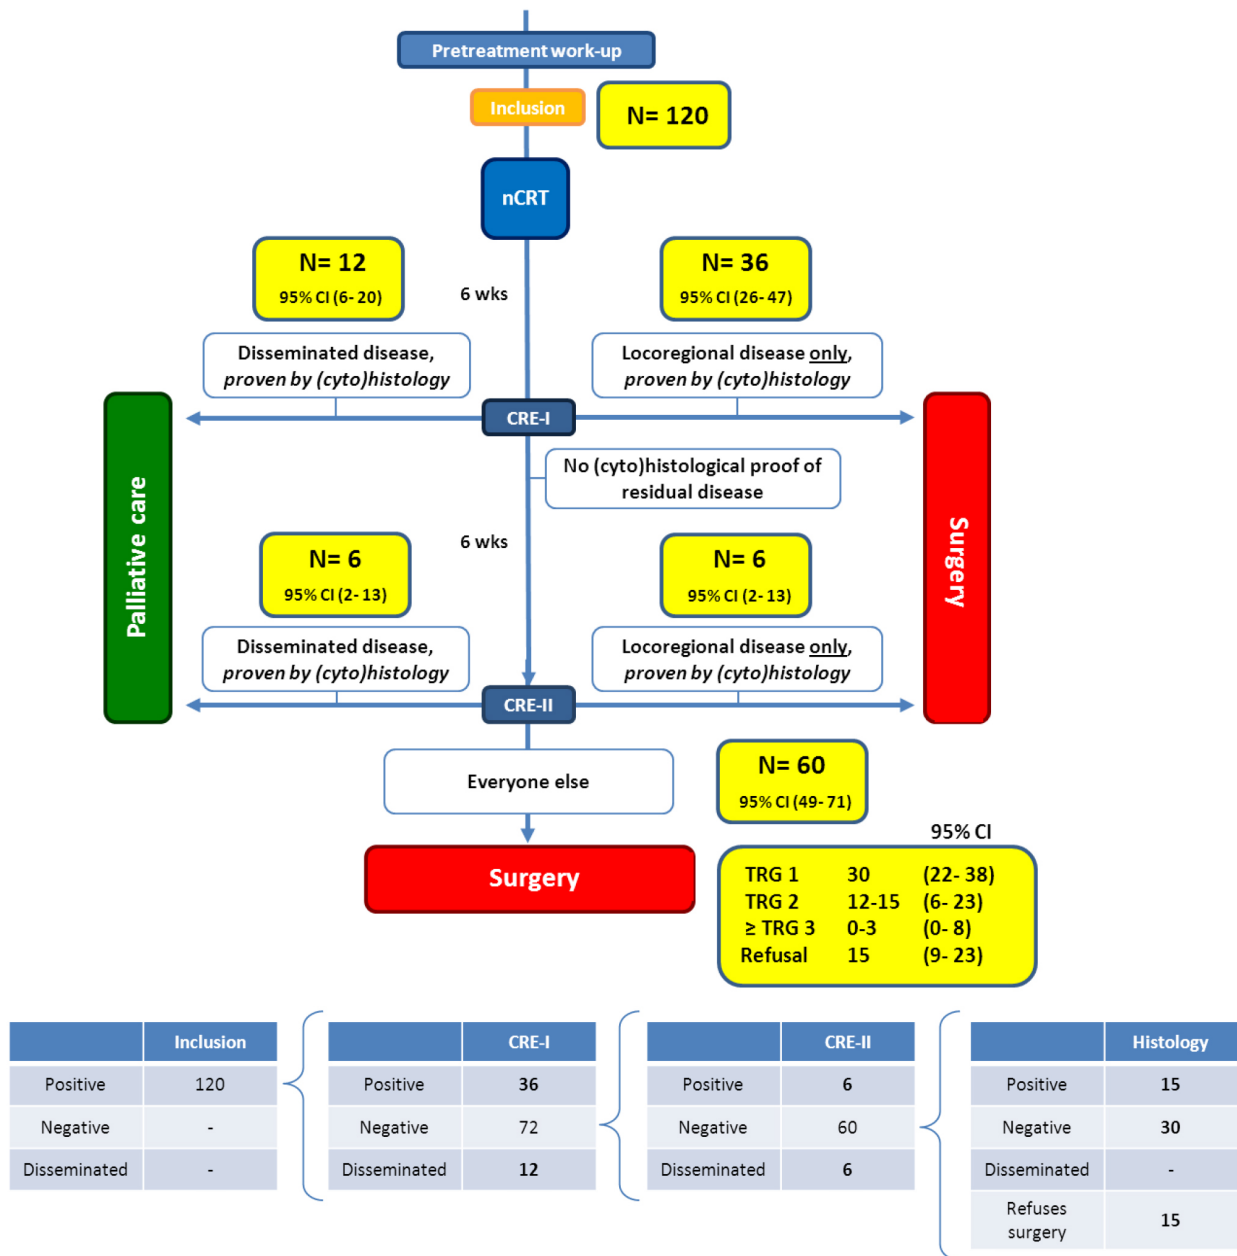 Pretreatment work-up
Inclusion
N= 120
nCRT
N= 12
95% CI (6- 20)
6 wks
N= 36
95% CI (26- 47)
Disseminated disease,
proven by (cyto)histology
Locoregional disease only,
proven by (cyto)histology
CRE-I
No (cyto)histological proof of
residual disease
Palliative care
Surgery
6 wks
N= 6
95% CI (2- 13)
N= 6
95% CI (2- 13)
Disseminated disease,
proven by (cyto)histology
Locoregional disease only,
proven by (cyto)histology
CRE-II
Everyone else
N= 60
95% CI (49- 71)
Surgery
95% CI
TRG 1 30 (22- 38)
TRG 2 12-15 (6- 23)
≥ TRG 3 0-3 (0- 8)
Refusal 15 (9- 23)
Inclusion
Positive 120
Negative -
Disseminated -
CRE-I
Positive 36
Negative 72
Disseminated 12
CRE-II
Positive 6
Negative 60
Disseminated 6
Histology
Positive 15
Negative 30
Disseminated -
Refuses
surgery 15